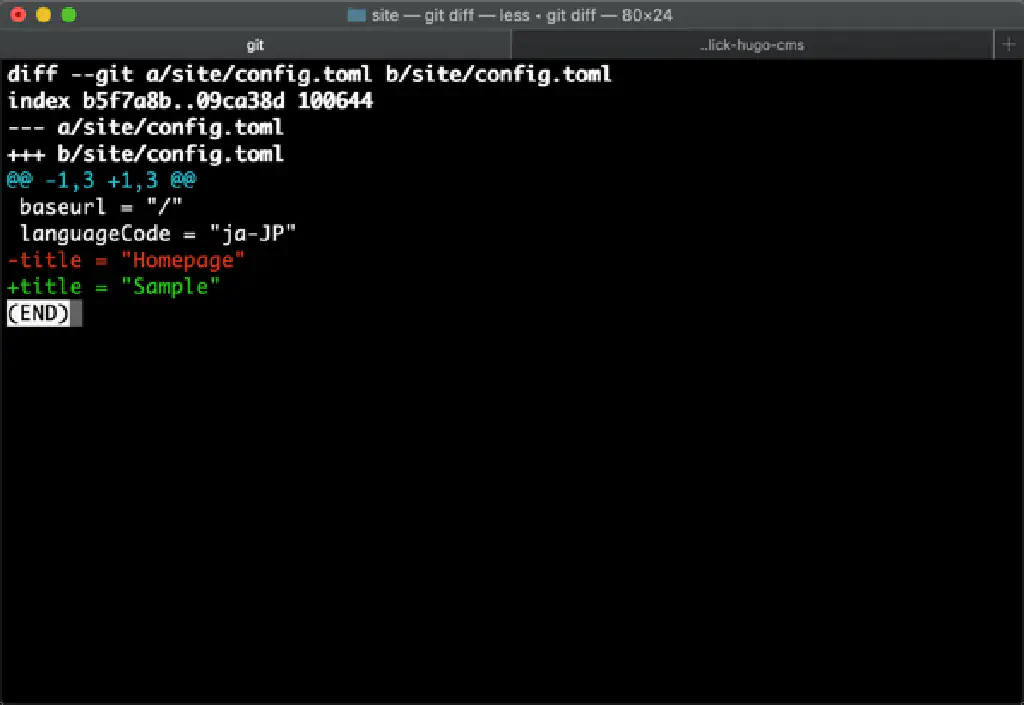 site — git diff — less • git diff — 80×24
git
..lick-hugo-cms
diff --git a/site/config.toml b/site/config.toml
index b5f7a8b..09ca38d 100644
--- a/site/config.toml
+++ b/site/config.toml
@@ -1,3 +1,3 @@
 baseurl = "/"
 languageCode = "ja-JP"
-title = "Homepage"
+title = "Sample"
(END)